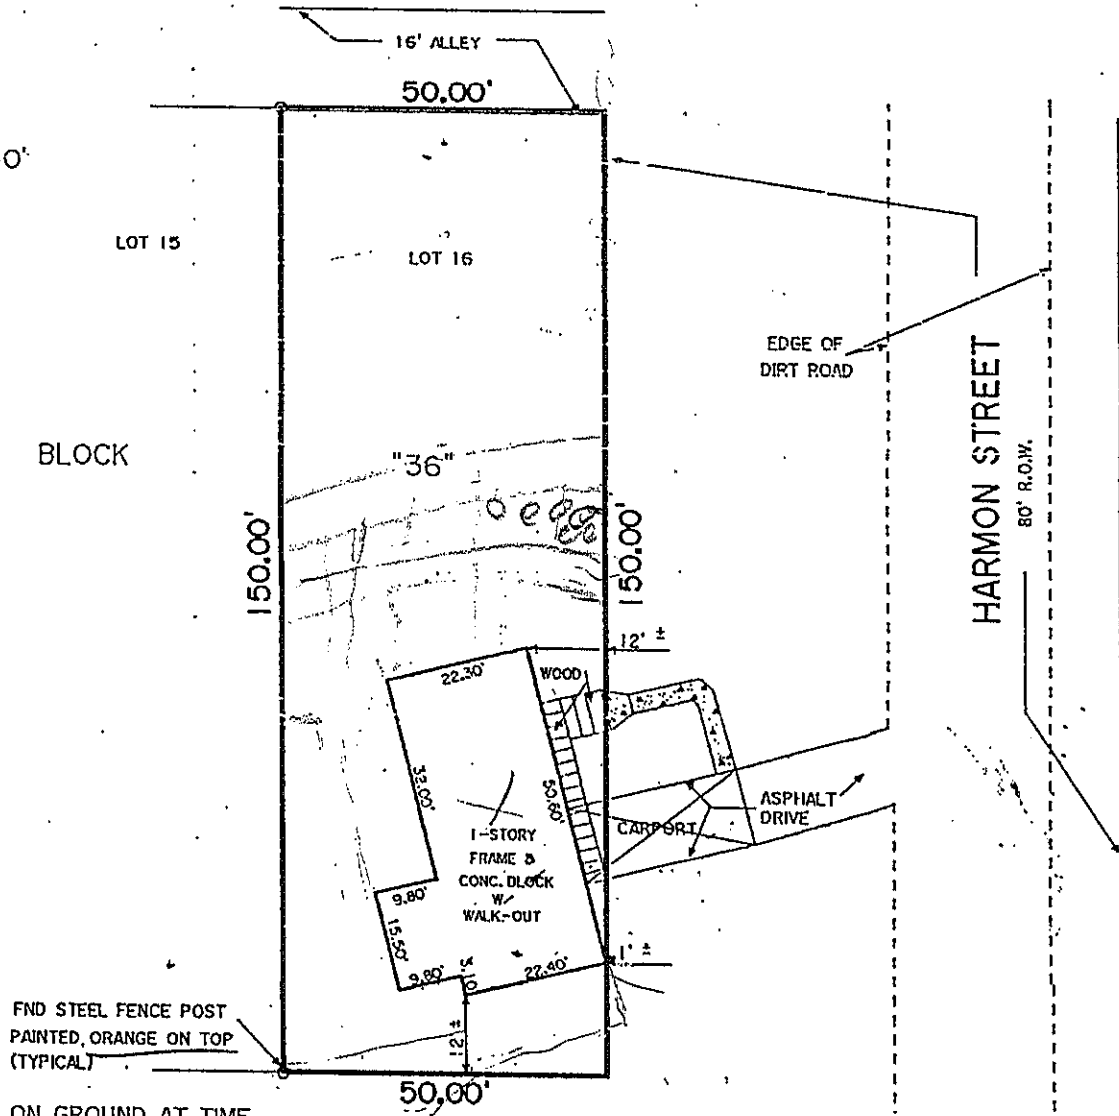 16' ALLEY
50.00'
0'
LOT 15
LOT 16
EDGE OF
DIRT ROAD
BLOCK
"36"
HARMON STREET
80' R.O.W.
150.00'
150.00'
12' ±
22.30'
WOOD
33.00'
50.60'
ASPHALT
DRIVE
CARPORT
1-STORY
FRAME &
CONC. BLOCK
W/
WALK-OUT
9.80'
15.50'
9.80'
3.10'
22.40'
1' ±
12' ±
FND STEEL FENCE POST
PAINTED, ORANGE ON TOP
(TYPICAL)
50.00'
ON GROUND AT TIME